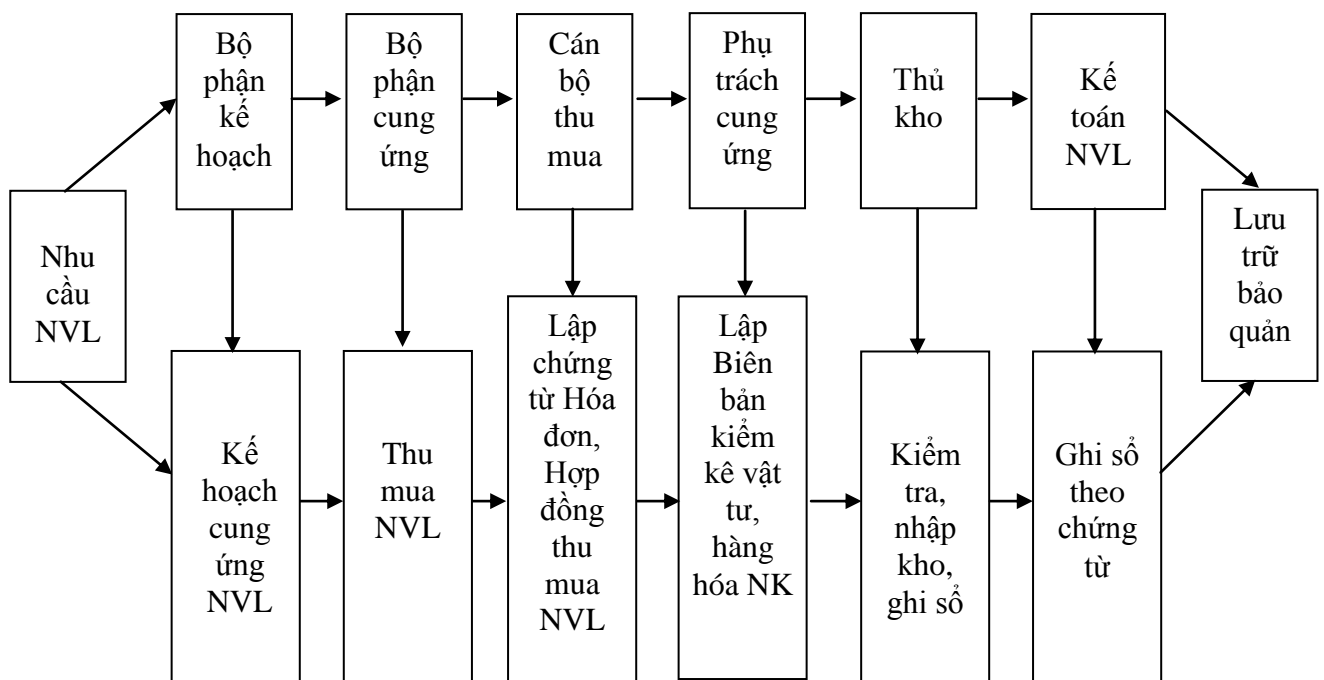 Nhu
cầu
NVL
Bộ
phận
kế
hoạch
Bộ
phận
cung
ứng
Cán
bộ
thu
mua
Phụ
trách
cung
ứng
Thủ
kho
Kế
toán
NVL
Kế
hoạch
cung
ứng
NVL
Thu
mua
NVL
Lập
chứng
từ Hóa
đơn,
Hợp
đồng
thu
mua
NVL
Lập
Biên
bản
kiểm
kê vật
tư,
hàng
hóa NK
Kiểm
tra,
nhập
kho,
ghi sổ
Ghi sổ
theo
chứng
từ
Lưu
trữ
bảo
quản